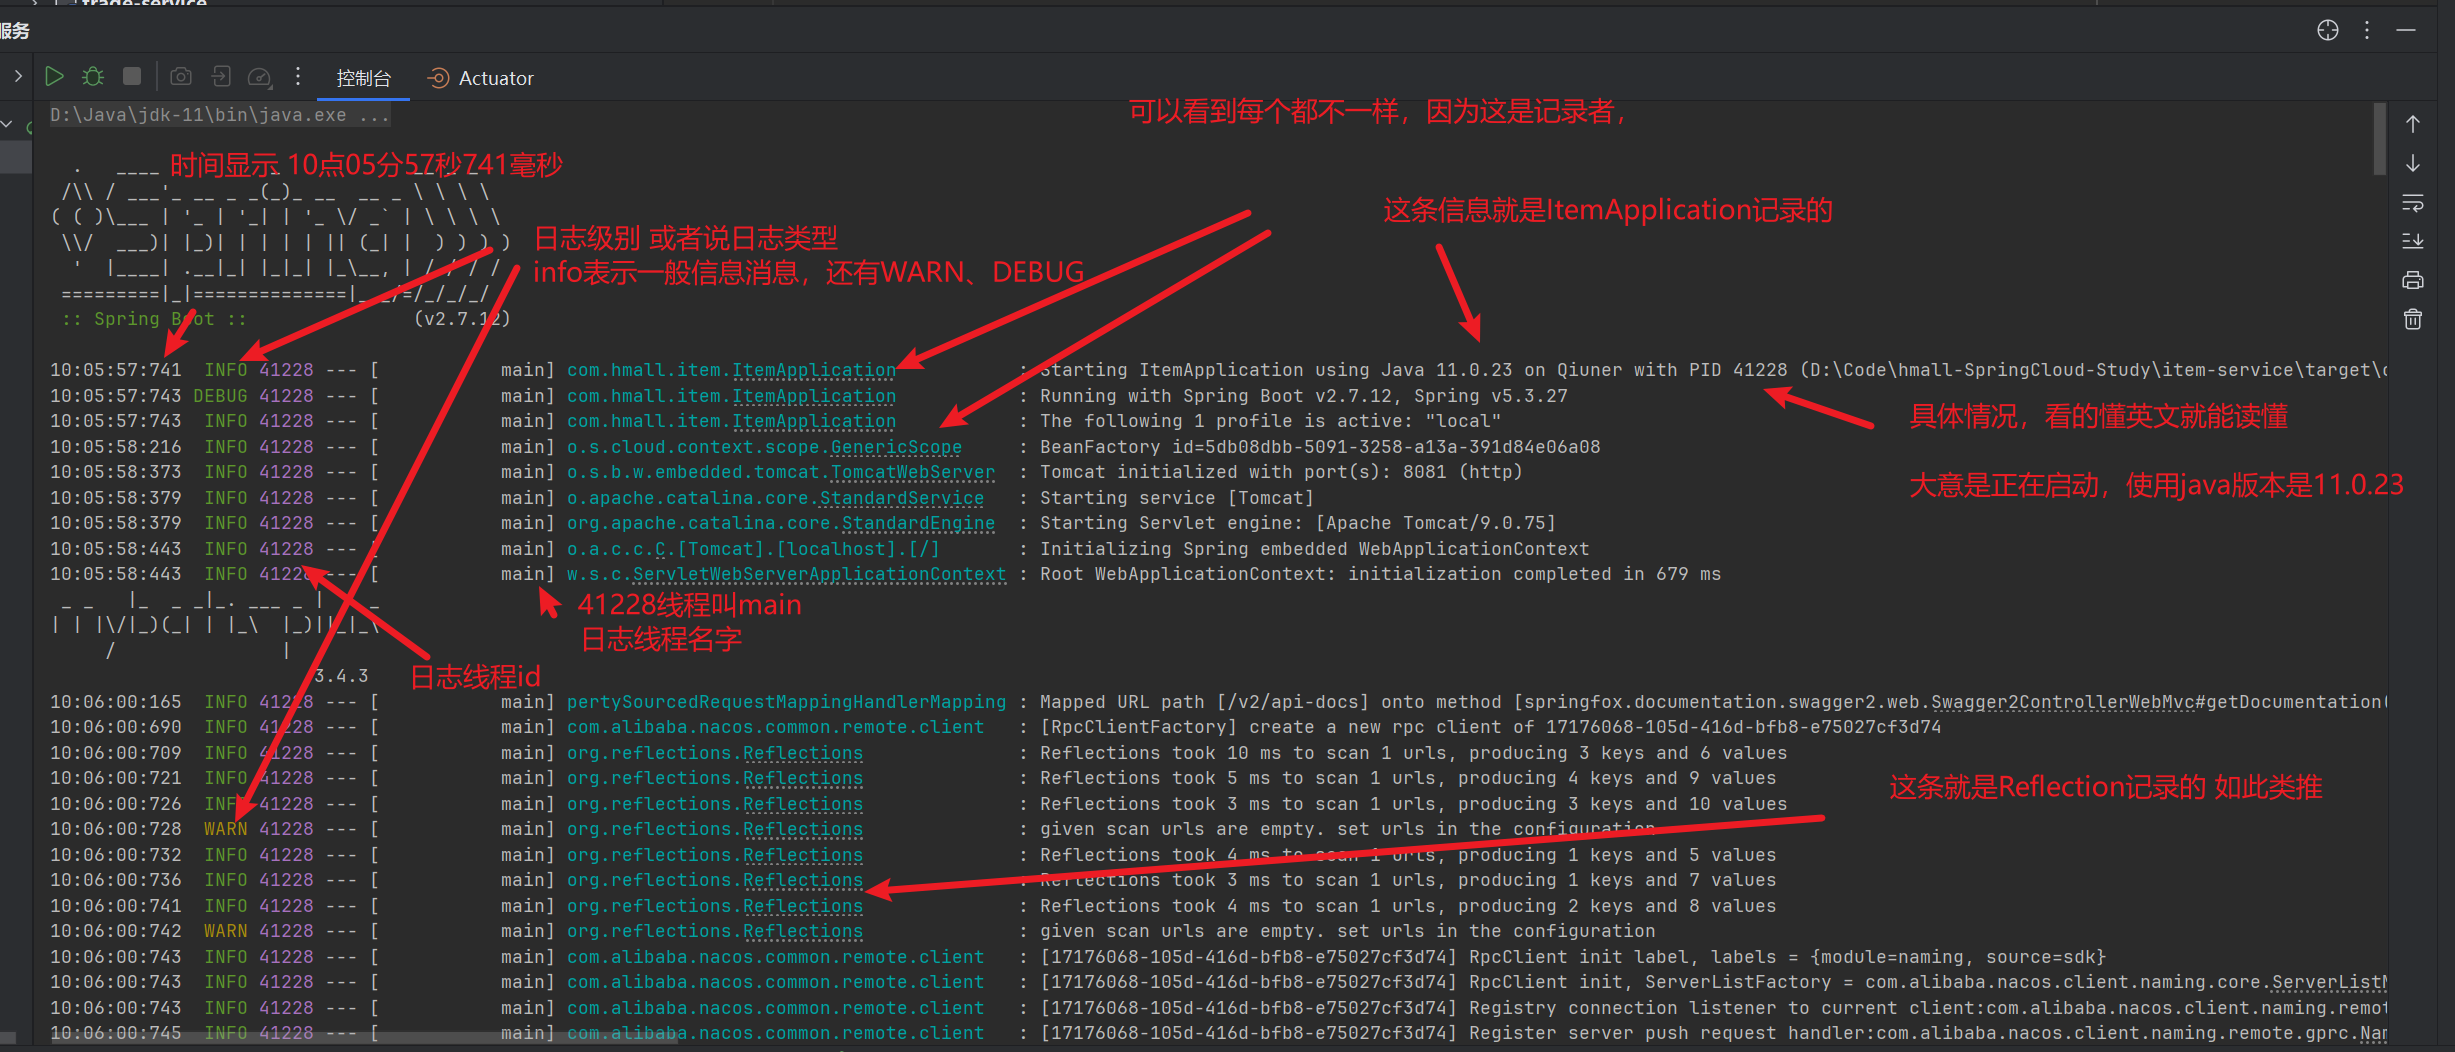 trade-service
服务
控制台
Actuator
D:\Java\jdk-11\bin\java.exe ...
可以看到每个都不一样，因为这是记录者，
时间显示 10点05分57秒741毫秒
这条信息就是ItemApplication记录的
日志级别 或者说日志类型
info表示一般信息消息，还有WARN、DEBUG
:: Spring Boot :: (v2.7.12)
10:05:57:741 INFO 41228 --- [ main] com.hmall.item.ItemApplication : Starting ItemApplication using Java 11.0.23 on Qiuner with PID 41228 (D:\Code\hmall-SpringCloud-Study\item-service\target\c
10:05:57:743 DEBUG 41228 --- [ main] com.hmall.item.ItemApplication : Running with Spring Boot v2.7.12, Spring v5.3.27
10:05:57:743 INFO 41228 --- [ main] com.hmall.item.ItemApplication : The following 1 profile is active: "local"
具体情况，看的懂英文就能读懂
10:05:58:216 INFO 41228 --- [ main] o.s.cloud.context.scope.GenericScope : BeanFactory id=5db08dbb-5091-3258-a13a-391d84e06a08
10:05:58:373 INFO 41228 --- [ main] o.s.b.w.embedded.tomcat.TomcatWebServer : Tomcat initialized with port(s): 8081 (http)
大意是正在启动，使用java版本是11.0.23
10:05:58:379 INFO 41228 --- [ main] o.apache.catalina.core.StandardService : Starting service [Tomcat]
10:05:58:379 INFO 41228 --- [ main] org.apache.catalina.core.StandardEngine : Starting Servlet engine: [Apache Tomcat/9.0.75]
10:05:58:443 INFO 41228 --- [ main] o.a.c.c.C.[Tomcat].[localhost].[/] : Initializing Spring embedded WebApplicationContext
10:05:58:443 INFO 41228 --- [ main] w.s.c.ServletWebServerApplicationContext : Root WebApplicationContext: initialization completed in 679 ms
41228线程叫main
日志线程名字
日志线程id
3.4.3
10:06:00:165 INFO 41228 --- [ main] pertySourcedRequestMappingHandlerMapping : Mapped URL path [/v2/api-docs] onto method [springfox.documentation.swagger2.web.Swagger2ControllerWebMvc#getDocumentation(
10:06:00:690 INFO 41228 --- [ main] com.alibaba.nacos.common.remote.client : [RpcClientFactory] create a new rpc client of 17176068-105d-416d-bfb8-e75027cf3d74
10:06:00:709 INFO 41228 --- [ main] org.reflections.Reflections : Reflections took 10 ms to scan 1 urls, producing 3 keys and 6 values
10:06:00:721 INFO 41228 --- [ main] org.reflections.Reflections : Reflections took 5 ms to scan 1 urls, producing 4 keys and 9 values
这条就是Reflection记录的 如此类推
10:06:00:726 INFO 41228 --- [ main] org.reflections.Reflections : Reflections took 3 ms to scan 1 urls, producing 3 keys and 10 values
10:06:00:728 WARN 41228 --- [ main] org.reflections.Reflections : given scan urls are empty. set urls in the configuration
10:06:00:732 INFO 41228 --- [ main] org.reflections.Reflections : Reflections took 4 ms to scan 1 urls, producing 1 keys and 5 values
10:06:00:736 INFO 41228 --- [ main] org.reflections.Reflections : Reflections took 3 ms to scan 1 urls, producing 1 keys and 7 values
10:06:00:741 INFO 41228 --- [ main] org.reflections.Reflections : Reflections took 4 ms to scan 1 urls, producing 2 keys and 8 values
10:06:00:742 WARN 41228 --- [ main] org.reflections.Reflections : given scan urls are empty. set urls in the configuration
10:06:00:743 INFO 41228 --- [ main] com.alibaba.nacos.common.remote.client : [17176068-105d-416d-bfb8-e75027cf3d74] RpcClient init label, labels = {module=naming, source=sdk}
10:06:00:743 INFO 41228 --- [ main] com.alibaba.nacos.common.remote.client : [17176068-105d-416d-bfb8-e75027cf3d74] RpcClient init, ServerListFactory = com.alibaba.nacos.client.naming.core.ServerListM
10:06:00:743 INFO 41228 --- [ main] com.alibaba.nacos.common.remote.client : [17176068-105d-416d-bfb8-e75027cf3d74] Registry connection listener to current client:com.alibaba.nacos.client.naming.remot
10:06:00:745 INFO 41228 --- [ main] com.alibaba.nacos.common.remote.client : [17176068-105d-416d-bfb8-e75027cf3d74] Register server push request handler:com.alibaba.nacos.client.naming.remote.gprc.Nam